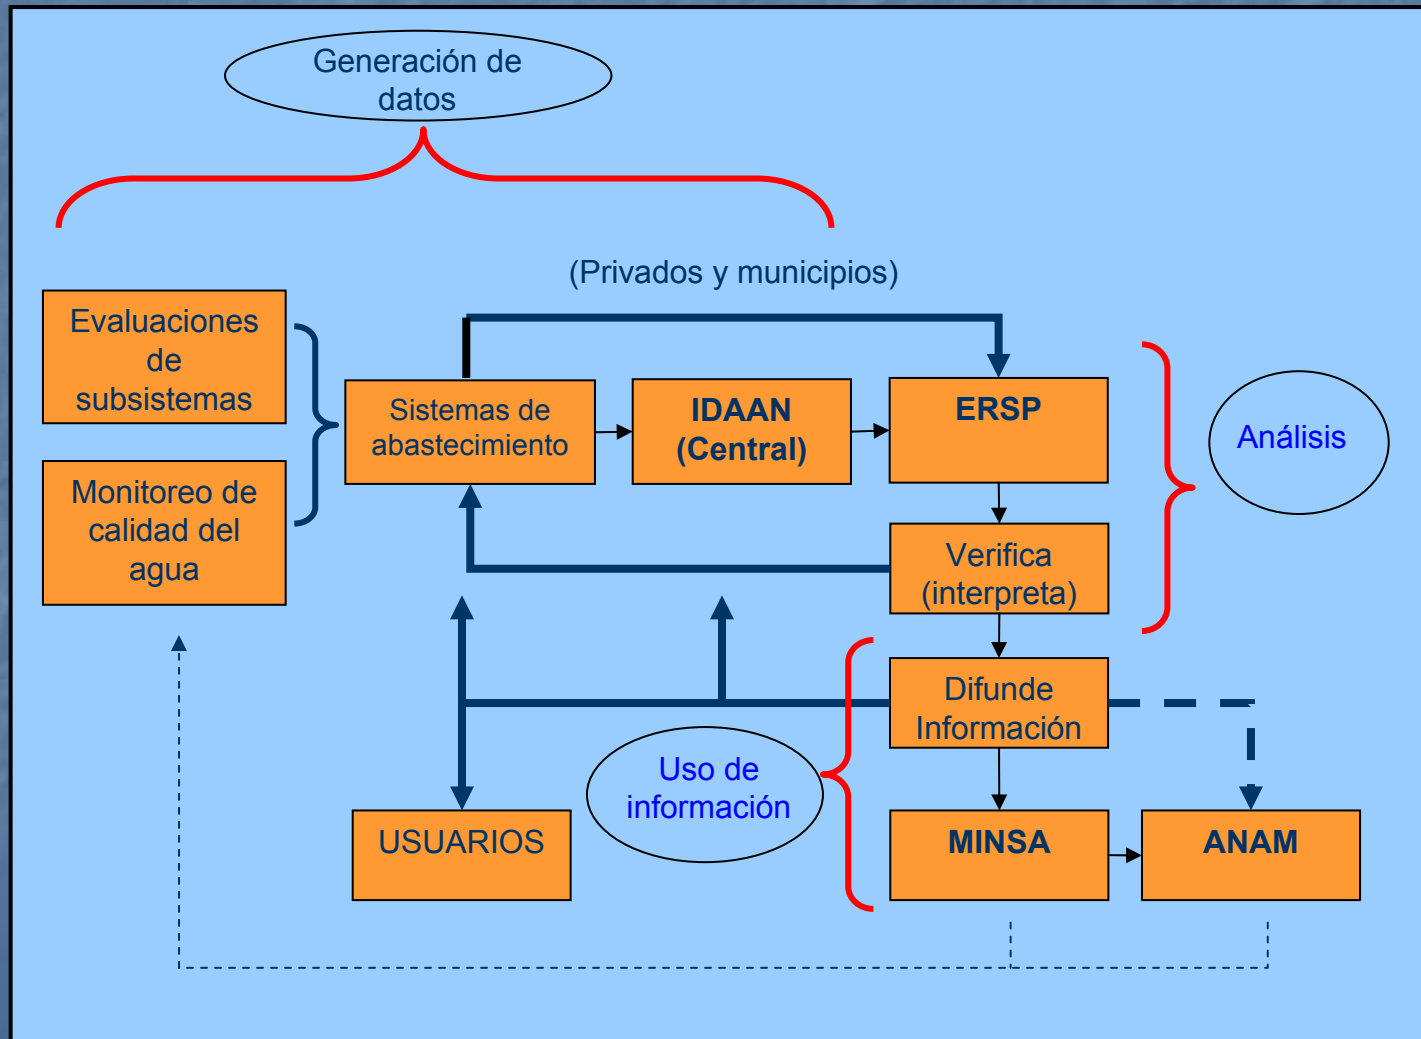 Generación de
datos
(Privados y municipios)
Evaluaciones
de
subsistemas
Monitoreo de
calidad del
agua
Sistemas de
abastecimiento
IDAAN
(Central)
ERSP
Análisis
Verifica
(interpreta)
Difunde
Información
Uso de
información
USUARIOS
MINSA
ANAM